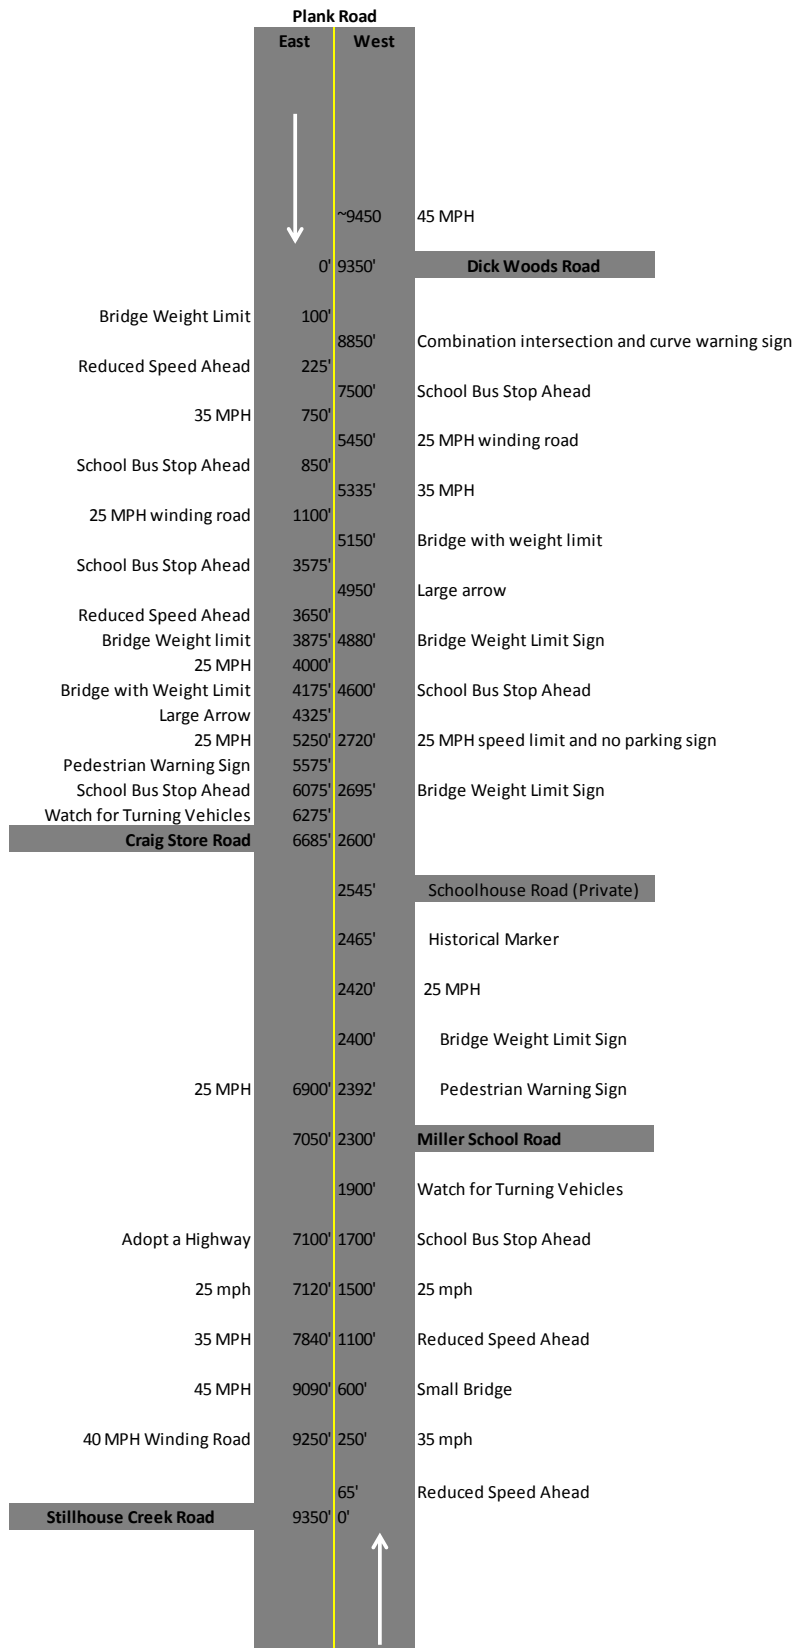 Plank Road
East West
~9450 45 MPH
0' 9350' Dick Woods Road
Bridge Weight Limit 100'
8850' Combination intersection and curve warning sign
Reduced Speed Ahead 225'
7500' School Bus Stop Ahead
35 MPH 750'
5450' 25 MPH winding road
School Bus Stop Ahead 850'
5335' 35 MPH
25 MPH winding road 1100'
5150' Bridge with weight limit
School Bus Stop Ahead 3575'
4950' Large arrow
Reduced Speed Ahead 3650'
Bridge Weight limit 3875' 4880' Bridge Weight Limit Sign
25 MPH 4000'
Bridge with Weight Limit 4175' 4600' School Bus Stop Ahead
Large Arrow 4325'
25 MPH 5250' 2720' 25 MPH speed limit and no parking sign
Pedestrian Warning Sign 5575'
School Bus Stop Ahead 6075' 2695' Bridge Weight Limit Sign
Watch for Turning Vehicles 6275'
Craig Store Road 6685' 2600'
2545' Schoolhouse Road (Private)
2465' Historical Marker
2420' 25 MPH
2400' Bridge Weight Limit Sign
25 MPH 6900' 2392' Pedestrian Warning Sign
7050' 2300' Miller School Road
1900' Watch for Turning Vehicles
Adopt a Highway 7100' 1700' School Bus Stop Ahead
25 mph 7120' 1500' 25 mph
35 MPH 7840' 1100' Reduced Speed Ahead
45 MPH 9090' 600' Small Bridge
40 MPH Winding Road 9250' 250' 35 mph
65' Reduced Speed Ahead
Stillhouse Creek Road 9350' 0'